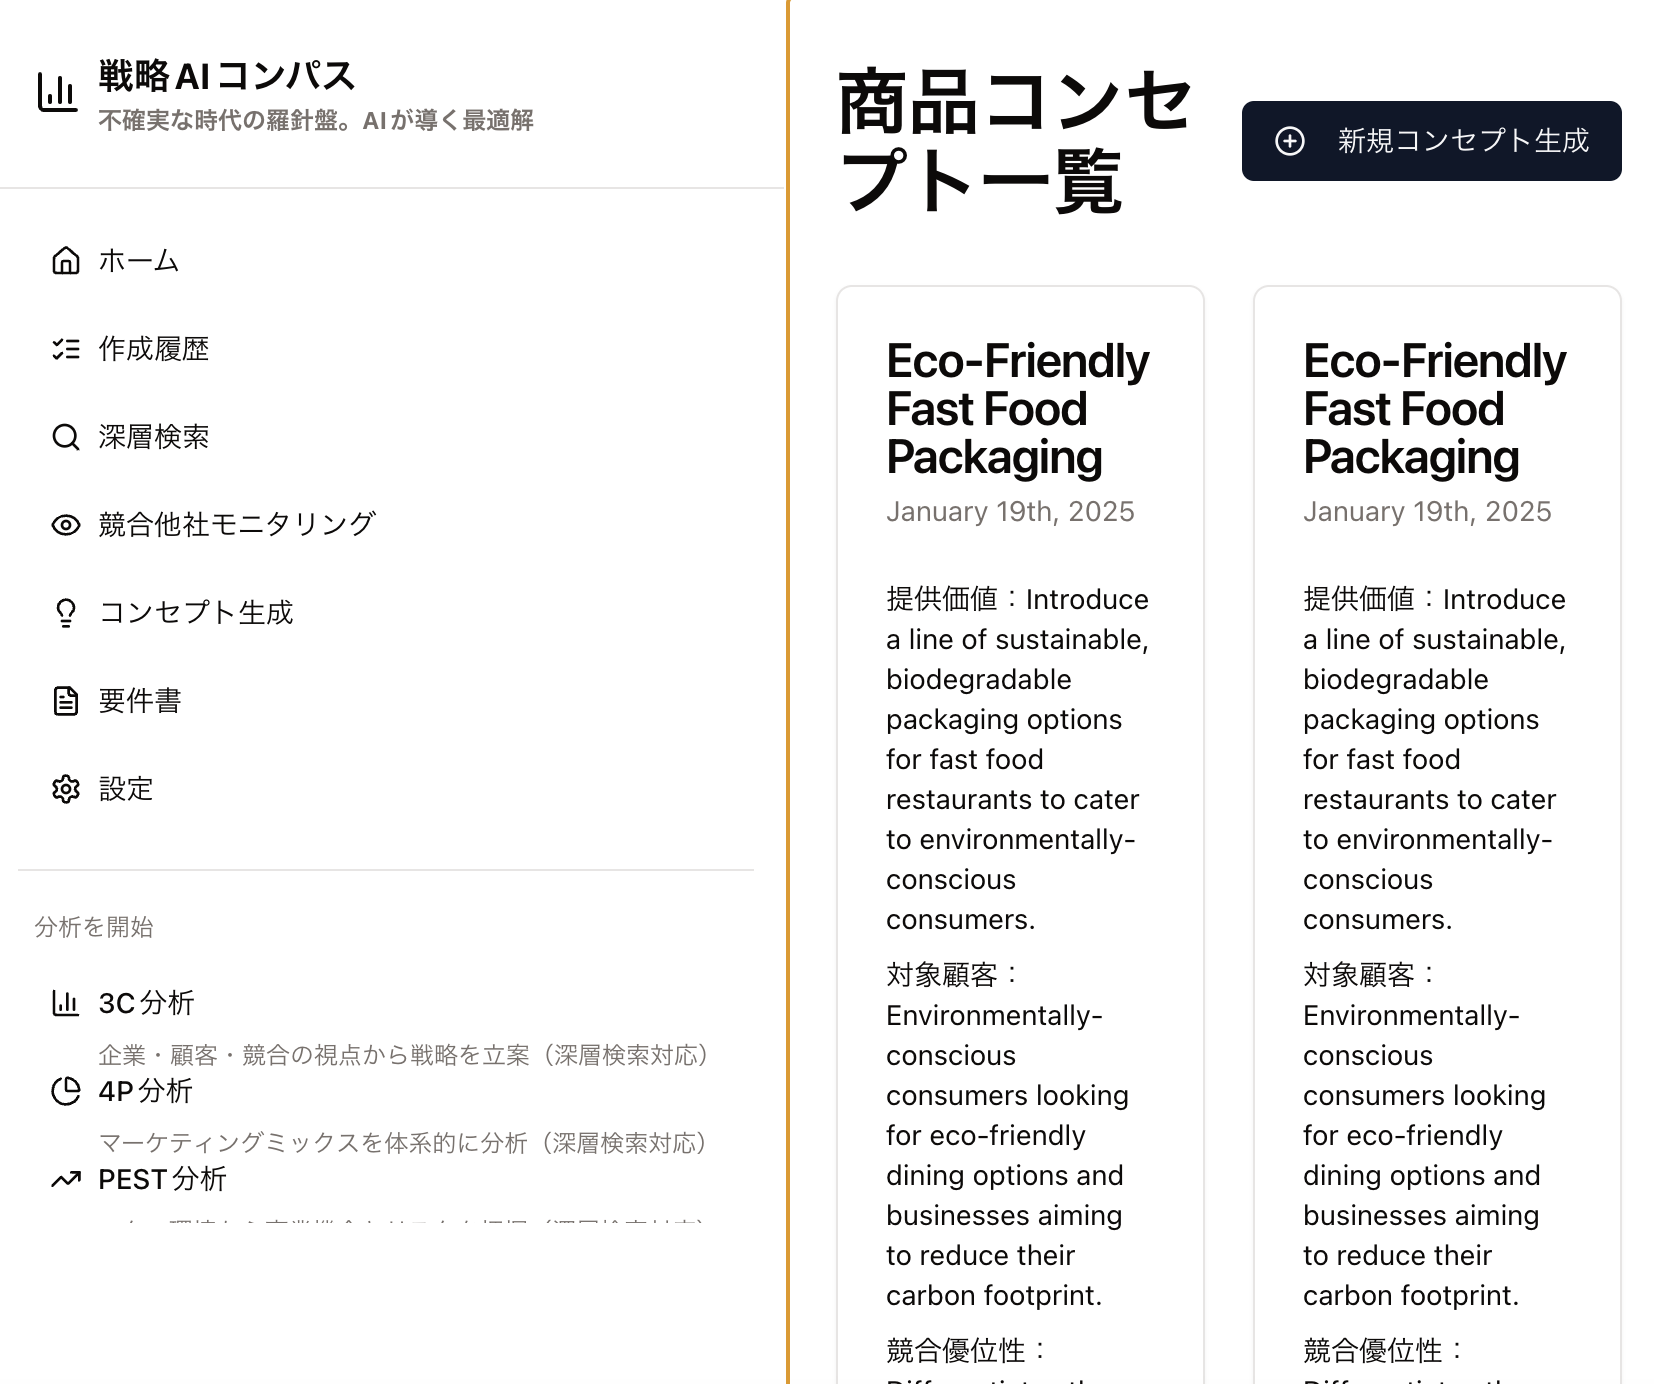 戦略AIコンパス
不確実な時代の羅針盤。AIが導く最適解
ホーム
作成履歴
深層検索
競合他社モニタリング
コンセプト生成
要件書
設定
分析を開始
3C分析
企業・顧客・競合の視点から戦略を立案（深層検索対応）
4P分析
マーケティングミックスを体系的に分析（深層検索対応）
PEST分析
商品コンセ
プト一覧
新規コンセプト生成
Eco-Friendly
Fast Food
Packaging
January 19th, 2025
提供価値：Introduce
a line of sustainable,
biodegradable
packaging options
for fast food
restaurants to cater
to environmentally-
conscious
consumers.
対象顧客：
Environmentally-
conscious
consumers looking
for eco-friendly
dining options and
businesses aiming
to reduce their
carbon footprint.
競合優位性：
Eco-Friendly
Fast Food
Packaging
January 19th, 2025
提供価値：Introduce
a line of sustainable,
biodegradable
packaging options
for fast food
restaurants to cater
to environmentally-
conscious
consumers.
対象顧客：
Environmentally-
conscious
consumers looking
for eco-friendly
dining options and
businesses aiming
to reduce their
carbon footprint.
競合優位性：